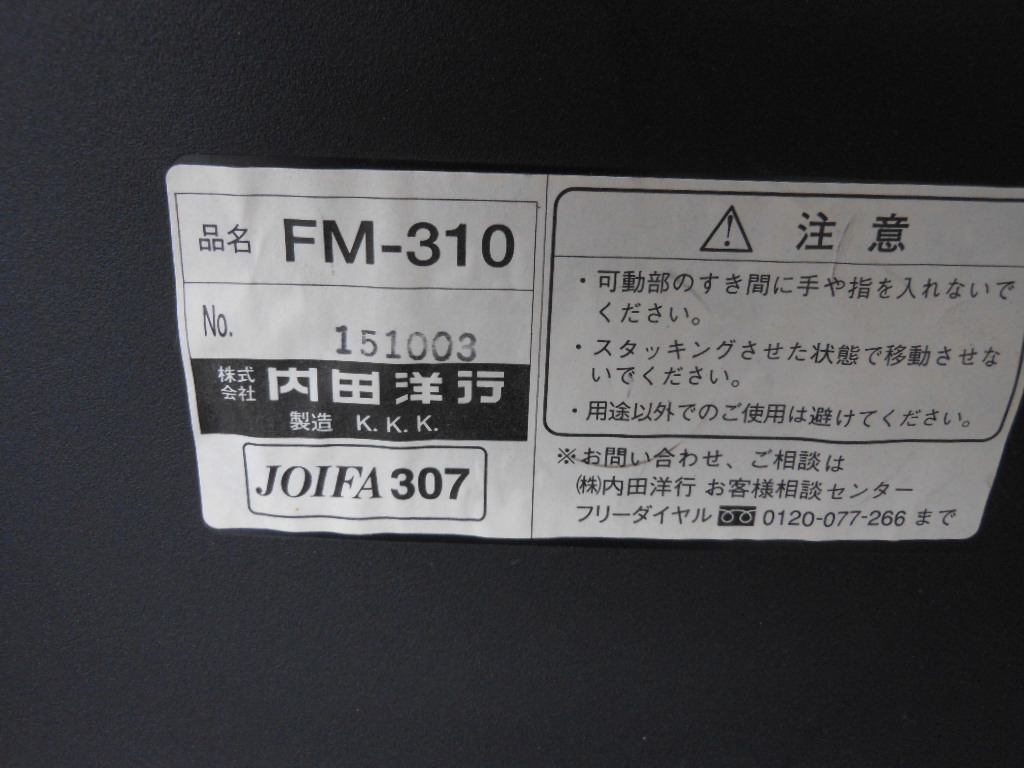 品名 FM-310
No. 151003
株式会社 内田洋行
製造 K.K.K.
JOIFA 307
注意
・可動部のすき間に手や指を入れないで
ください。
・スタッキングさせた状態で移動させな
いでください。
・用途以外でのご使用は避けてください。
※お問い合わせ、ご相談は
㈱内田洋行 お客様相談センター
フリーダイヤル 0120-077-266 まで